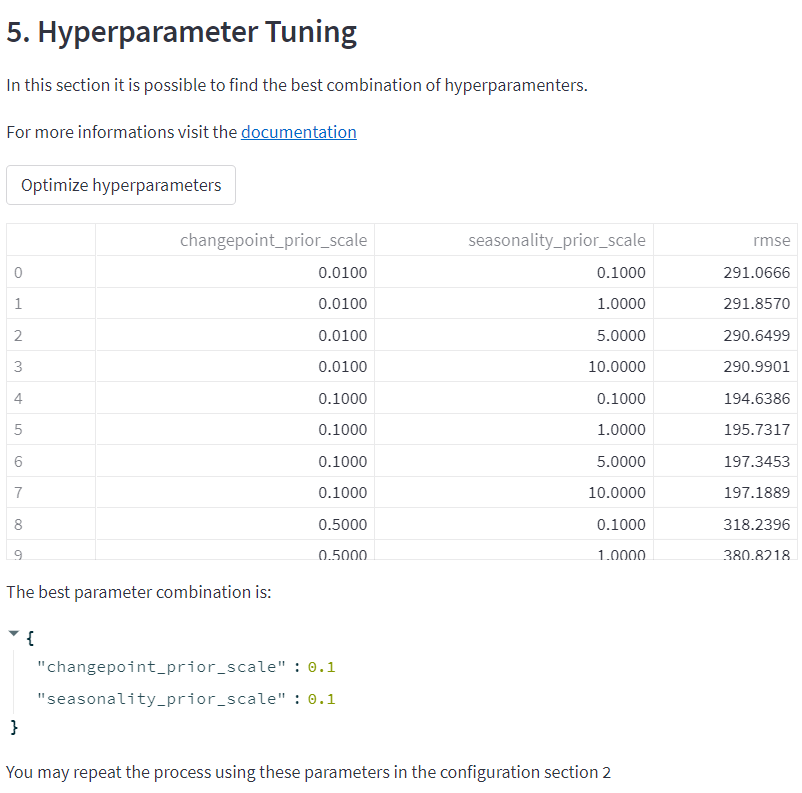 5. Hyperparameter Tuning
In this section it is possible to find the best combination of hyperparamenters.
For more informations visit the documentation
Optimize hyperparameters
changepoint_prior_scale seasonality_prior_scale rmse
0 0.0100 0.1000 291.0666
1 0.0100 1.0000 291.8570
2 0.0100 5.0000 290.6499
3 0.0100 10.0000 290.9901
4 0.1000 0.1000 194.6386
5 0.1000 1.0000 195.7317
6 0.1000 5.0000 197.3453
7 0.1000 10.0000 197.1889
8 0.5000 0.1000 318.2396
9 0.5000 1.0000 380.8218
The best parameter combination is:
{
"changepoint_prior_scale" : 0.1
"seasonality_prior_scale" : 0.1
}
You may repeat the process using these parameters in the configuration section 2